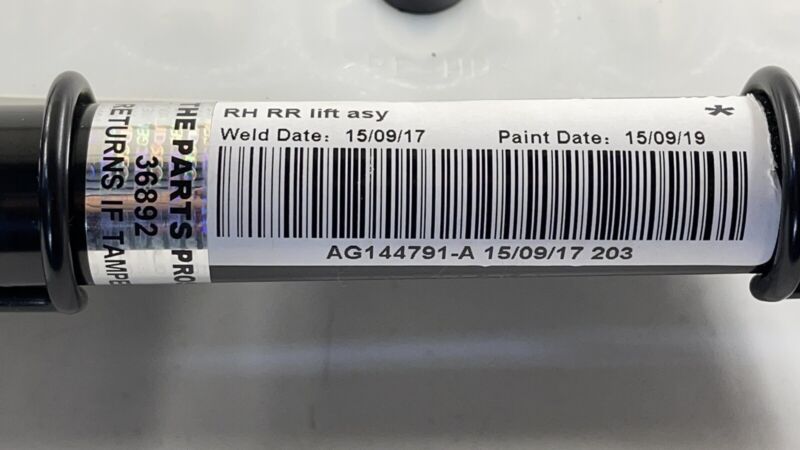 RH RR lift asy *
Weld Date: 15/09/17 Paint Date: 15/09/19
AG144791-A 15/09/17 203
THE PARTS PRO
36892
RETURNS IF